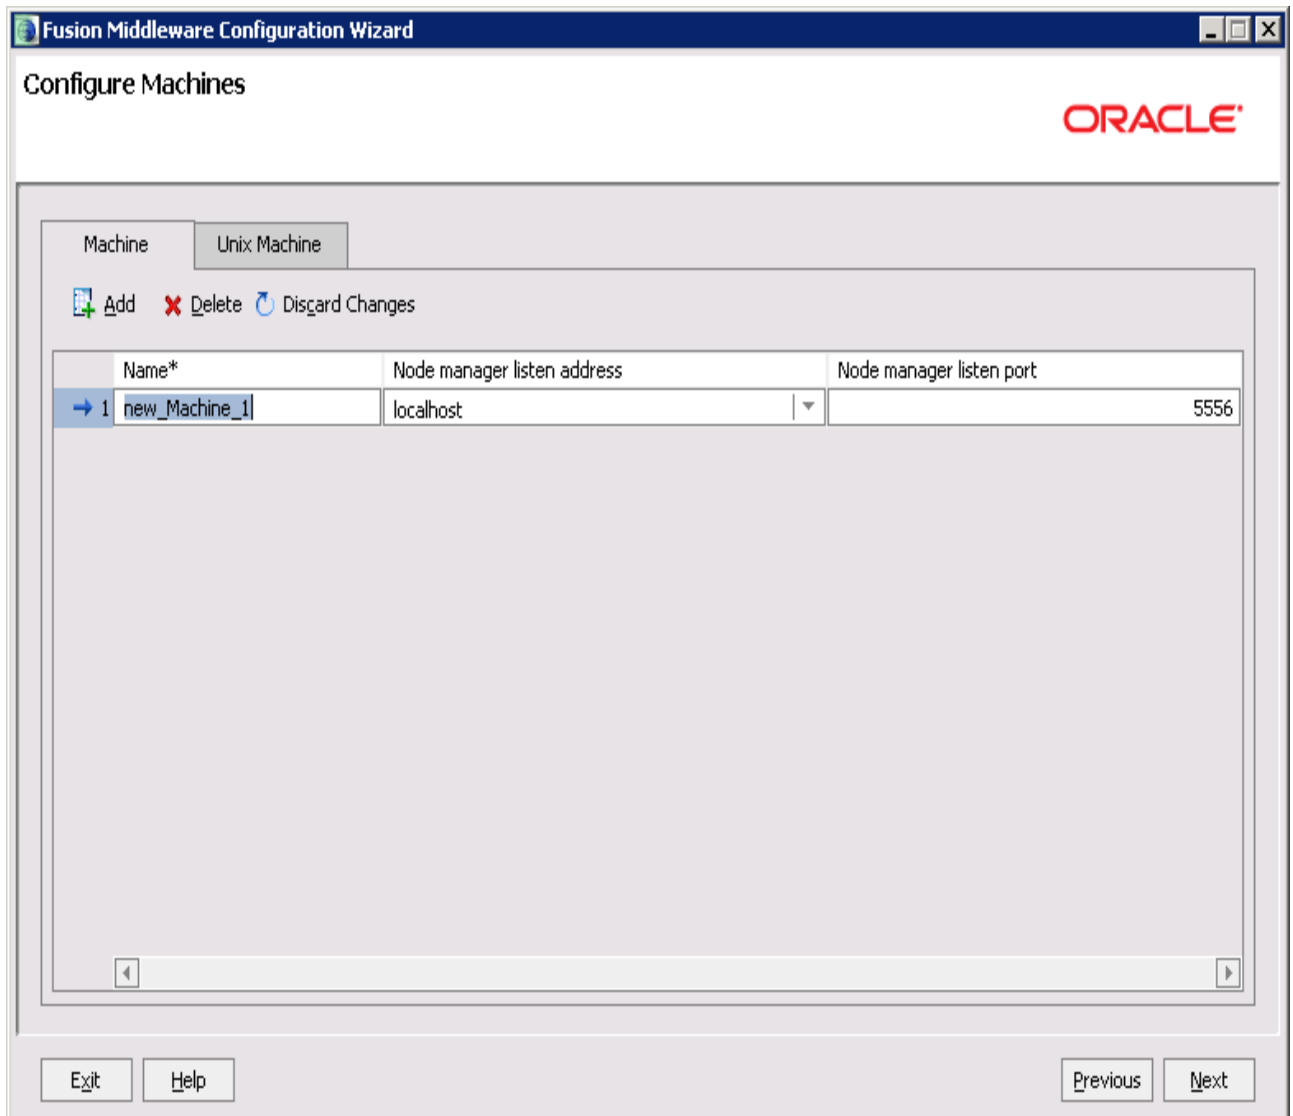 Fusion Middleware Configuration Wizard
Configure Machines
ORACLE
Machine Unix Machine
Add Delete Discard Changes
Name* Node manager listen address Node manager listen port
1 new_Machine_1 localhost 5556
Exit Help Previous Next